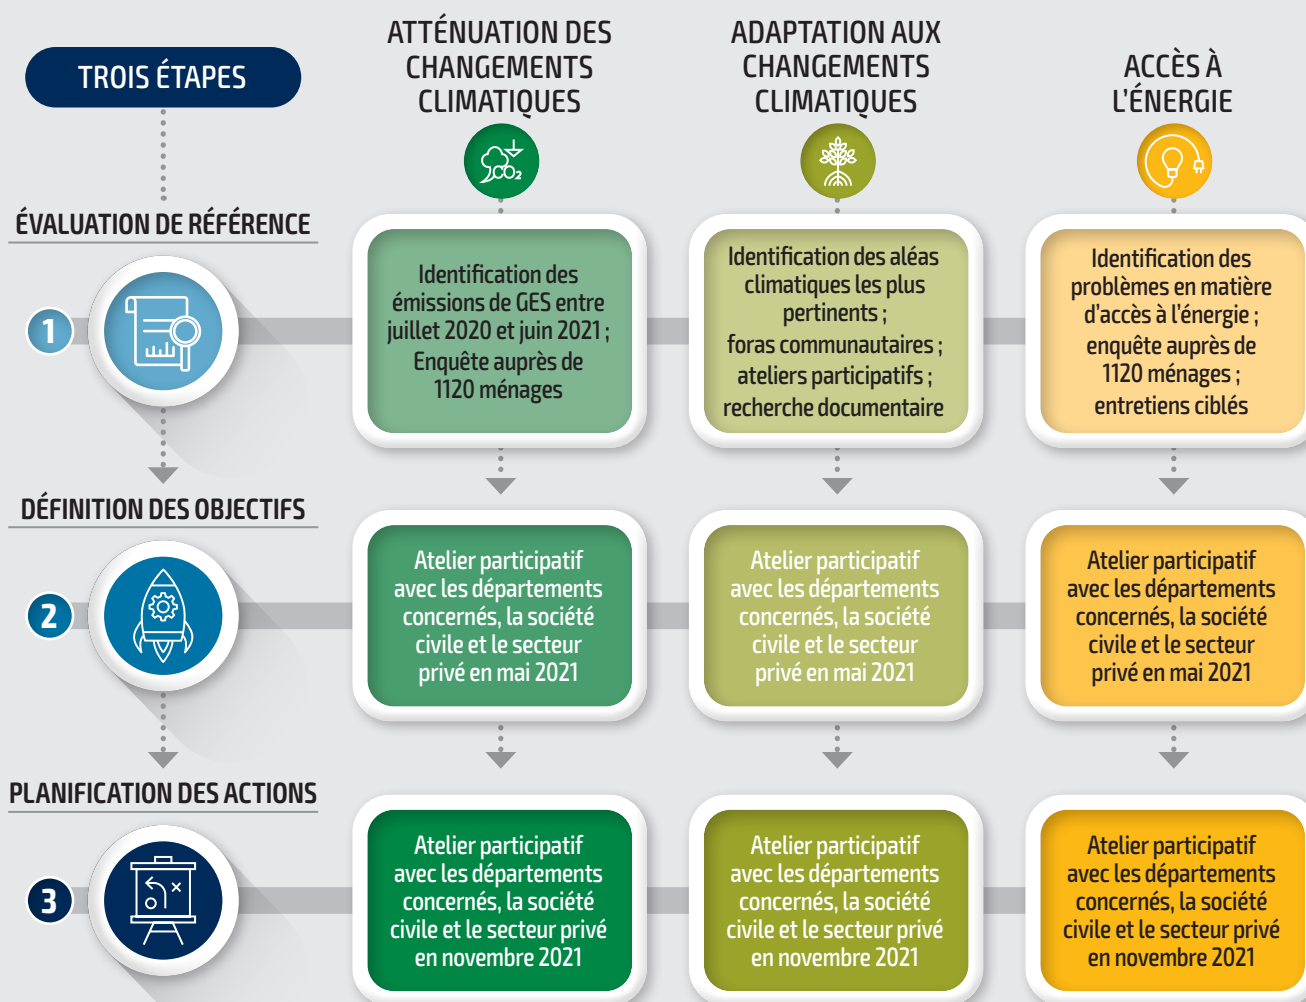 TROIS ÉTAPES
ATTÉNUATION DES
CHANGEMENTS
CLIMATIQUES
ADAPTATION AUX
CHANGEMENTS
CLIMATIQUES
ACCÈS À
L'ÉNERGIE
CO₂
ÉVALUATION DE RÉFÉRENCE
1
Identification des
émissions de GES entre
juillet 2020 et juin 2021 ;
Enquête auprès de
1120 ménages
Identification des aléas
climatiques les plus
pertinents ;
foras communautaires ;
ateliers participatifs ;
recherche documentaire
Identification des
problèmes en matière
d'accès à l'énergie ;
enquête auprès de
1120 ménages ;
entretiens ciblés
DÉFINITION DES OBJECTIFS
2
Atelier participatif
avec les départements
concernés, la société
civile et le secteur
privé en mai 2021
Atelier participatif
avec les départements
concernés, la société
civile et le secteur
privé en mai 2021
Atelier participatif
avec les départements
concernés, la société
civile et le secteur
privé en mai 2021
PLANIFICATION DES ACTIONS
3
Atelier participatif
avec les départements
concernés, la société
civile et le secteur privé
en novembre 2021
Atelier participatif
avec les départements
concernés, la société
civile et le secteur privé
en novembre 2021
Atelier participatif
avec les départements
concernés, la société
civile et le secteur privé
en novembre 2021